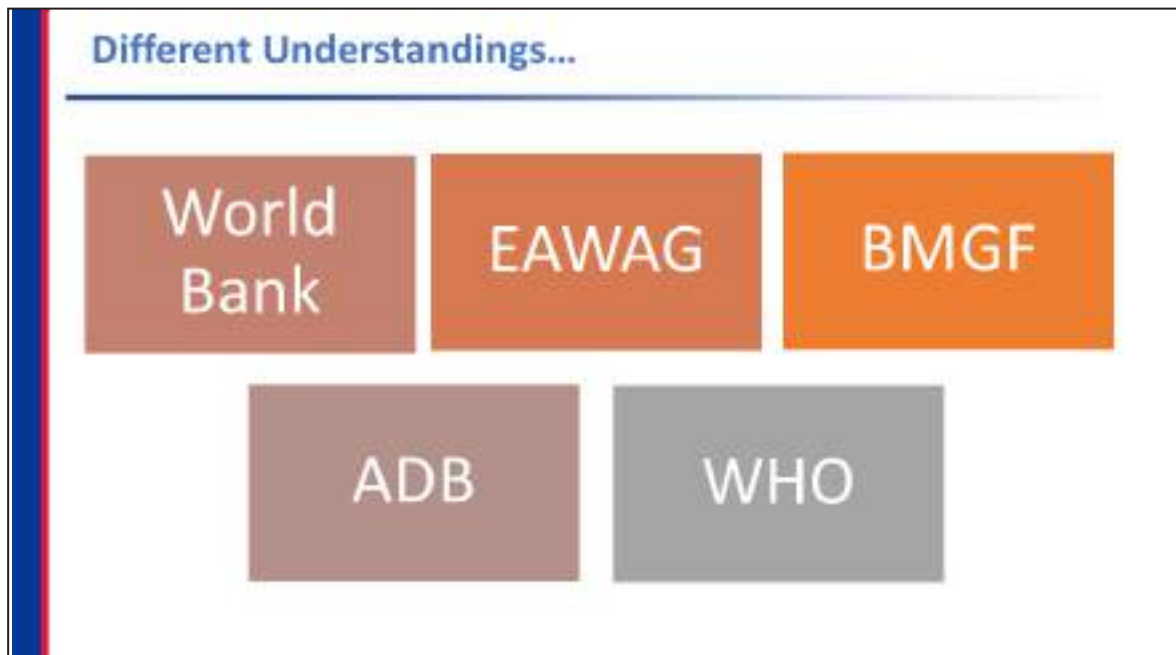 Different Understandings...
World
Bank
EAWAG
BMGF
ADB
WHO